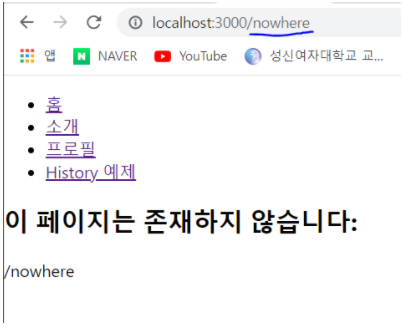 localhost:3000/nowhere
앱 NAVER YouTube 성신여자대학교 교...
홈
소개
프로필
History 예제
이 페이지는 존재하지 않습니다:
/nowhere